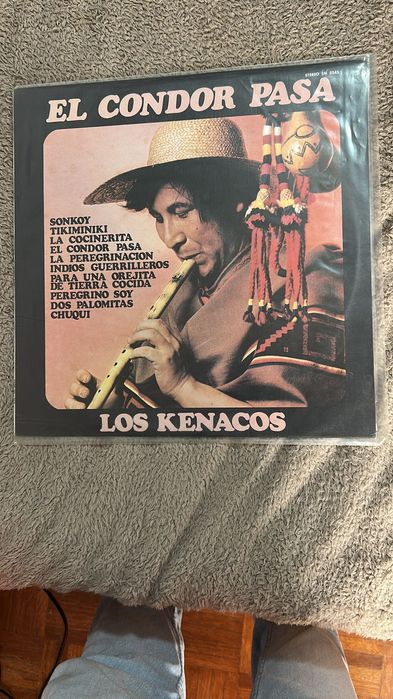 EL CONDOR PASA
SONKOY
TIKIMINIKI
LA COCINERITA
EL CONDOR PASA
LA PEREGRINACION
INDIOS GUERRILLEROS
PARA UNA OREJITA
DE TIERRA COCIDA
PEREGRINO SOY
DOS PALOMITAS
CHUQUI
LOS KENACOS